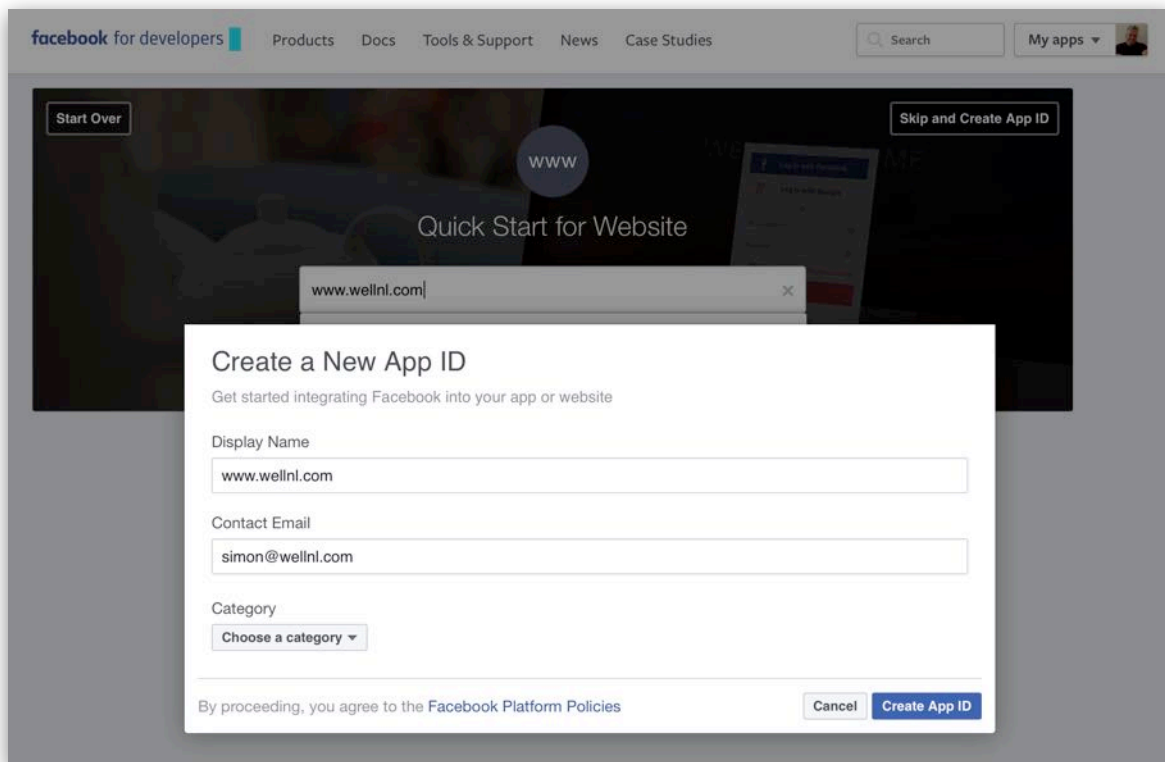 facebook for developers Products Docs Tools & Support News Case Studies Search My apps
Start Over Skip and Create App ID
www
Quick Start for Website
www.wellnl.com
Create a New App ID
Get started integrating Facebook into your app or website
Display Name
www.wellnl.com
Contact Email
simon@wellnl.com
Category
Choose a category
By proceeding, you agree to the Facebook Platform Policies Cancel Create App ID